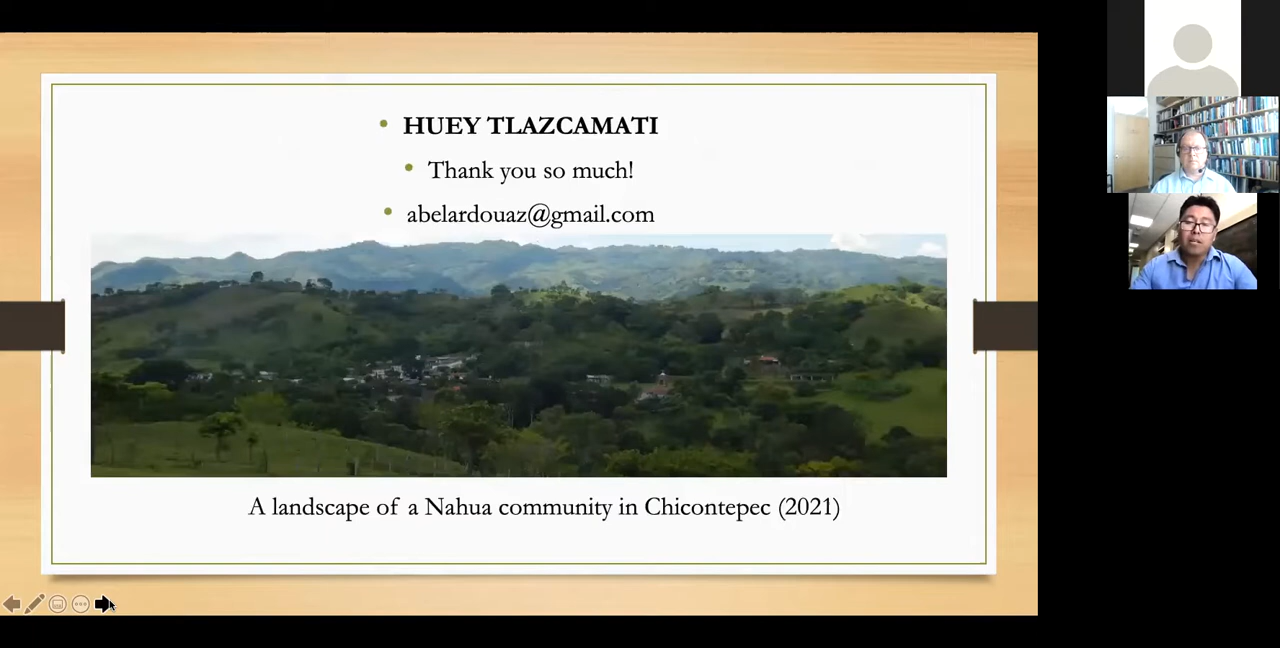 HUEY TLAZCAMATI
Thank you so much!
abelardouaz@gmail.com
A landscape of a Nahua community in Chicontepec (2021)